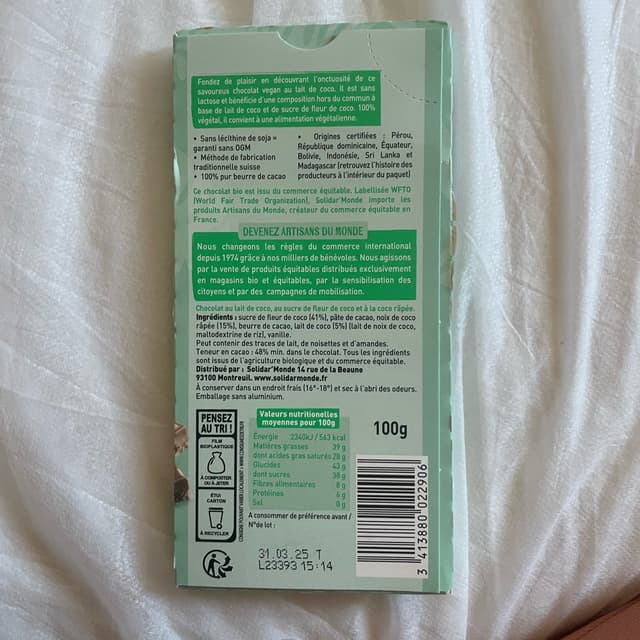 Fondez de plaisir en découvrant l'onctuosité de ce
savoureux chocolat vegan au lait de coco. Il est sans
lactose et bénéficie d'une composition hors du commun à
base de lait de coco et de sucre de fleur de coco. 100%
végétal, il convient à une alimentation végétalienne.
• Sans lécithine de soja =
garanti sans OGM
• Méthode de fabrication
traditionnelle suisse
• 100% pur beurre de cacao
• Origines certifiées : Pérou,
République dominicaine, Équateur,
Bolivie, Indonésie, Sri Lanka et
Madagascar (retrouvez l'histoire des
producteurs à l'intérieur du paquet)
Ce chocolat bio est issu du commerce équitable. Labellisée WFTO
(World Fair Trade Organization), Solidar'Monde importe les
produits Artisans du Monde, créateur du commerce équitable en
France.
DEVENEZ ARTISANS DU MONDE
Nous changeons les règles du commerce international
depuis 1974 grâce à nos milliers de bénévoles. Nous agissons
par la vente de produits équitables distribués exclusivement
en magasins bio et équitables, par la sensibilisation des
citoyens et par des campagnes de mobilisation.
Chocolat au lait de coco, au sucre de fleur de coco et à la coco râpée.
Ingrédients : sucre de fleur de coco (41%), pâte de cacao, noix de coco
râpée (15%), beurre de cacao, lait de coco (5%) (lait de noix de coco,
maltodextrine de riz), vanille.
Peut contenir des traces de lait, de noisettes et d'amandes.
Teneur en cacao : 48% min. dans le chocolat. Tous les ingrédients
sont issus de l'agriculture biologique et du commerce équitable.
Distribué par : Solidar'Monde 14 rue de la Beaune
93100 Montreuil. www.solidarmonde.fr
À conserver dans un endroit frais (16°-18°) et sec à l'abri des odeurs.
Emballage sans aluminium.
PENSEZ
AU TRI !
FILM
BIOPLASTIQUE
À COMPOSTER
OU À JETER
ÉTUI
CARTON
À RECYCLER
Valeurs nutritionelles
moyennes pour 100g
Énergie 2340kJ / 563 kcal
Matières grasses 39 g
dont acides gras saturés 28 g
Glucides 43 g
dont sucres 38 g
Fibres alimentaires 8 g
Protéines 6 g
Sel 0 g
100g
A consommer de préférence avant /
N°de lot :
31.03.25 T
L23393 15:14
3 413880 022906